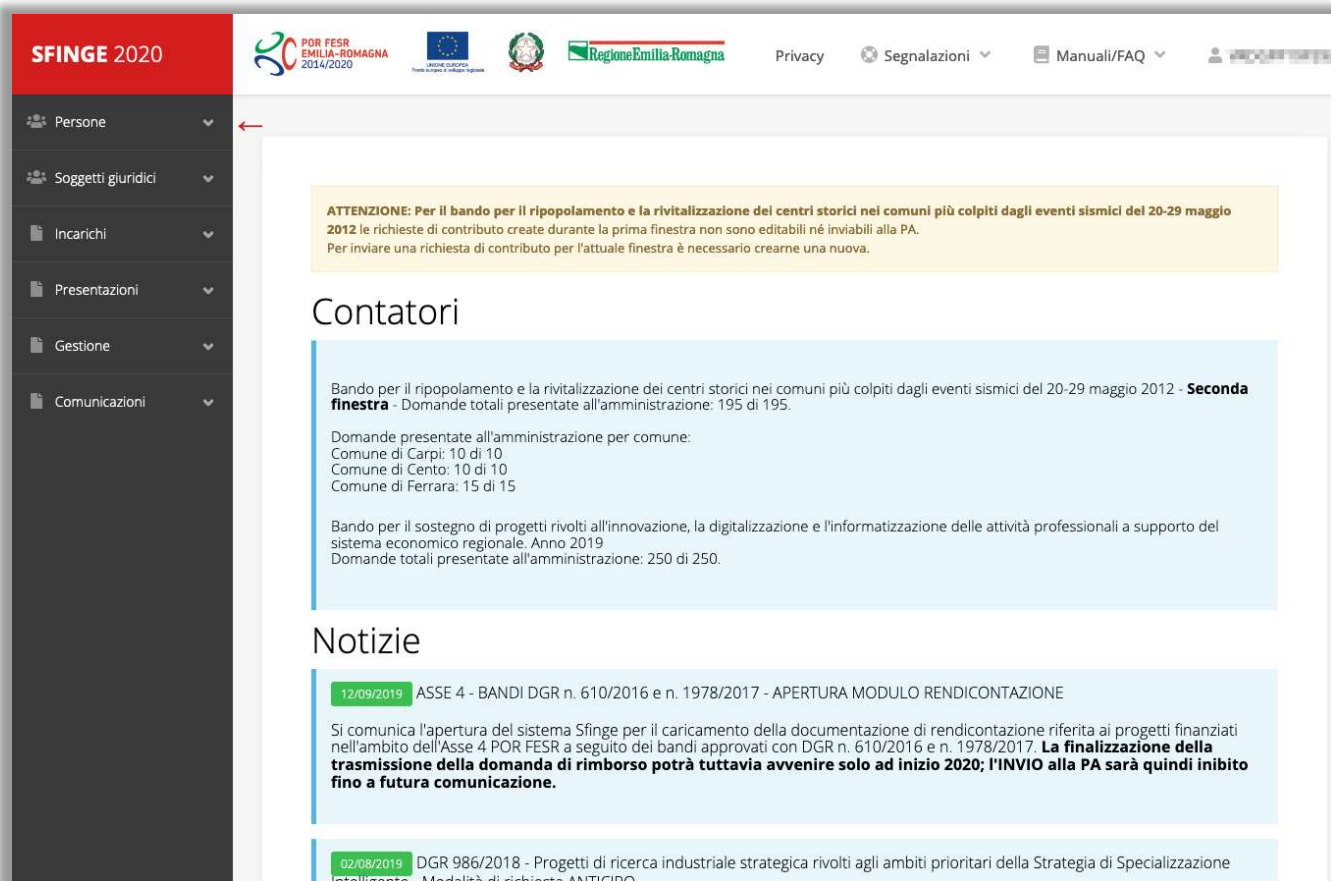 SFINGE 2020
POR FESR
EMILIA-ROMAGNA
2014/2020
UNIONE EUROPEA
Fondo europeo di sviluppo regionale
RegioneEmilia-Romagna
Privacy
Segnalazioni
Manuali/FAQ
Persone
Soggetti giuridici
Incarichi
Presentazioni
Gestione
Comunicazioni
ATTENZIONE: Per il bando per il ripopolamento e la rivitalizzazione dei centri storici nei comuni più colpiti dagli eventi sismici del 20-29 maggio
2012 le richieste di contributo create durante la prima finestra non sono editabili né inviabili alla PA.
Per inviare una richiesta di contributo per l'attuale finestra è necessario crearne una nuova.
Contatori
Bando per il ripopolamento e la rivitalizzazione dei centri storici nei comuni più colpiti dagli eventi sismici del 20-29 maggio 2012 - Seconda
finestra - Domande totali presentate all'amministrazione: 195 di 195.
Domande presentate all'amministrazione per comune:
Comune di Carpi: 10 di 10
Comune di Cento: 10 di 10
Comune di Ferrara: 15 di 15
Bando per il sostegno di progetti rivolti all'innovazione, la digitalizzazione e l'informatizzazione delle attività professionali a supporto del
sistema economico regionale. Anno 2019
Domande totali presentate all'amministrazione: 250 di 250.
Notizie
12/09/2019 ASSE 4 - BANDI DGR n. 610/2016 e n. 1978/2017 - APERTURA MODULO RENDICONTAZIONE
Si comunica l'apertura del sistema Sfinge per il caricamento della documentazione di rendicontazione riferita ai progetti finanziati
nell'ambito dell'Asse 4 POR FESR a seguito dei bandi approvati con DGR n. 610/2016 e n. 1978/2017. La finalizzazione della
trasmissione della domanda di rimborso potrà tuttavia avvenire solo ad inizio 2020; l'INVIO alla PA sarà quindi inibito
fino a futura comunicazione.
02/08/2019 DGR 986/2018 - Progetti di ricerca industriale strategica rivolti agli ambiti prioritari della Strategia di Specializzazione
Intelligente - Modalità di richiesta ANTICIPO